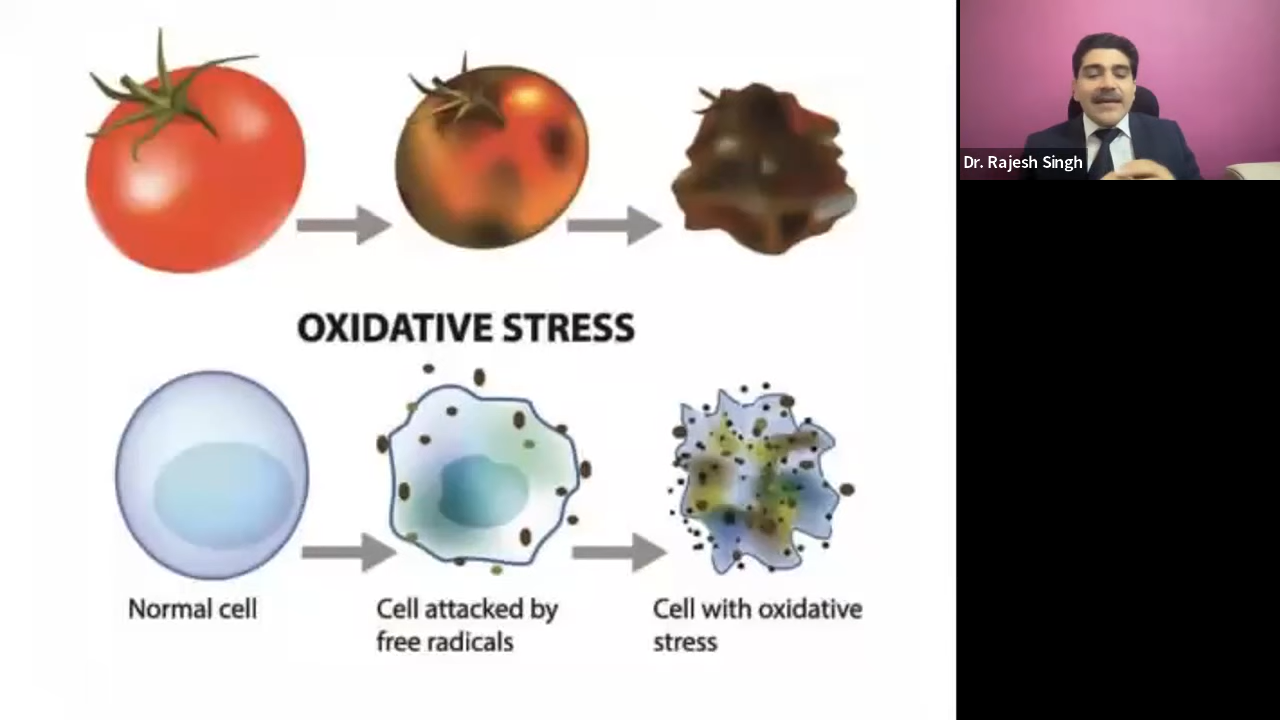 Dr. Rajesh Singh
OXIDATIVE STRESS
Normal cell
Cell attacked by
free radicals
Cell with oxidative
stress